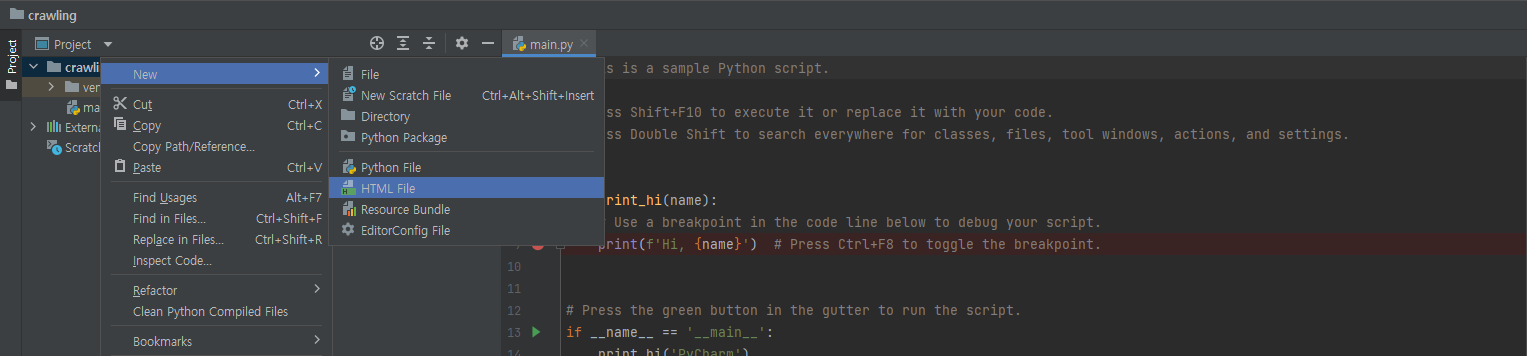 crawling
Project
Project
main.py
crawlin
ver
ma
Externa
Scratch
New
Cut Ctrl+X
Copy Ctrl+C
Copy Path/Reference...
Paste Ctrl+V
Find Usages Alt+F7
Find in Files... Ctrl+Shift+F
Replace in Files... Ctrl+Shift+R
Inspect Code...
Refactor
Clean Python Compiled Files
Bookmarks
File
New Scratch File Ctrl+Alt+Shift+Insert
Directory
Python Package
Python File
HTML File
Resource Bundle
EditorConfig File
s is a sample Python script.
ss Shift+F10 to execute it or replace it with your code.
ss Double Shift to search everywhere for classes, files, tool windows, actions, and settings.
rint_hi(name):
Use a breakpoint in the code line below to debug your script.
print(f'Hi, {name}')  # Press Ctrl+F8 to toggle the breakpoint.
10
11
12 # Press the green button in the gutter to run the script.
13 if __name__ == '__main__':
14 print_hi('PyCharm')